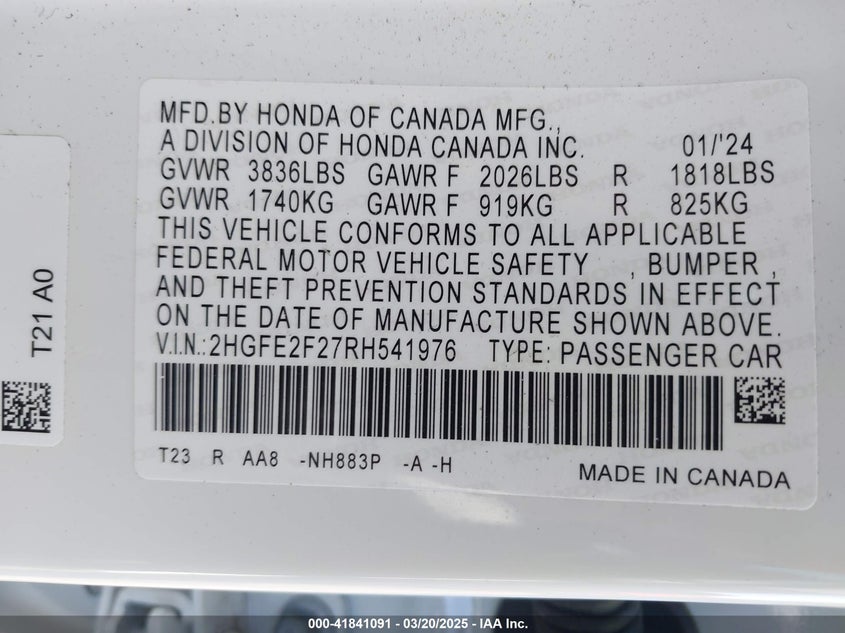 MFD.BY HONDA OF CANADA MFG.,
A DIVISION OF HONDA CANADA INC. 01/'24
GVWR 3836LBS GAWR F 2026LBS R 1818LBS
GVWR 1740KG GAWR F 919KG R 825KG
THIS VEHICLE CONFORMS TO ALL APPLICABLE
FEDERAL MOTOR VEHICLE SAFETY , BUMPER ,
AND THEFT PREVENTION STANDARDS IN EFFECT
ON THE DATE OF MANUFACTURE SHOWN ABOVE.
V.I.N.:2HGFE2F27RH541976 TYPE: PASSENGER CAR
T23 R AA8 -NH883P -A -H
MADE IN CANADA
T21 A0
000-41841091 - 03/20/2025 - IAA Inc.